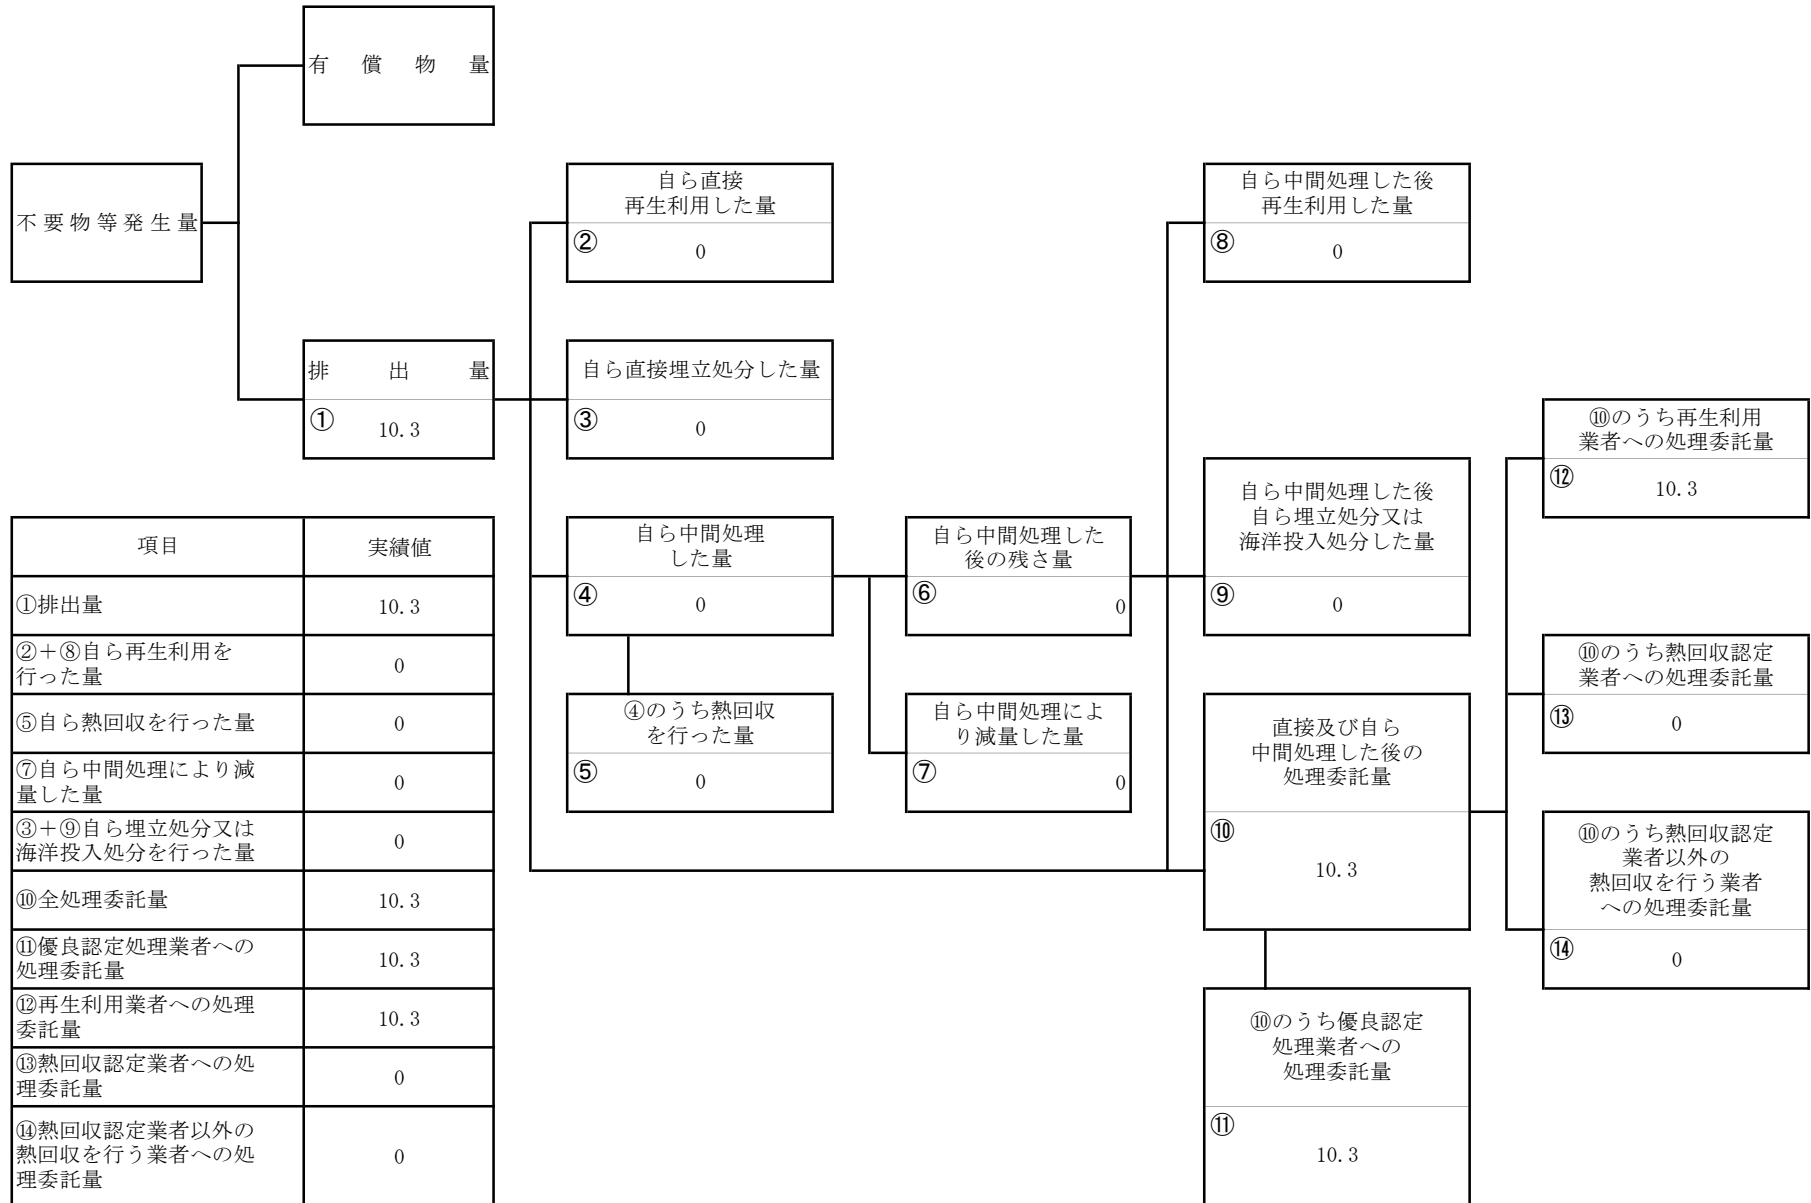 有償物量
不要物等発生量
自ら直接
再生利用した量
②
0
自ら中間処理した後
再生利用した量
⑧
0
排出量
①
10.3
自ら直接埋立処分した量
③
0
⑩のうち再生利用
業者への処理委託量
⑫
10.3
自ら中間処理
した量
④
0
自ら中間処理した
後の残さ量
⑥
0
自ら中間処理した後
自ら埋立処分又は
海洋投入処分した量
⑨
0
④のうち熱回収
を行った量
⑤
0
自ら中間処理によ
り減量した量
⑦
0
直接及び自ら
中間処理した後の
処理委託量
⑩
10.3
⑩のうち熱回収認定
業者への処理委託量
⑬
0
⑩のうち熱回収認定
業者以外の
熱回収を行う業者
への処理委託量
⑭
0
⑩のうち優良認定
処理業者への
処理委託量
⑪
10.3
項目
実績値
①排出量
10.3
②+⑧自ら再生利用を
行った量
0
⑤自ら熱回収を行った量
0
⑦自ら中間処理により減
量した量
0
③+⑨自ら埋立処分又は
海洋投入処分を行った量
0
⑩全処理委託量
10.3
⑪優良認定処理業者への
処理委託量
10.3
⑫再生利用業者への処理
委託量
10.3
⑬熱回収認定業者への処
理委託量
0
⑭熱回収認定業者以外の
熱回収を行う業者への処
理委託量
0